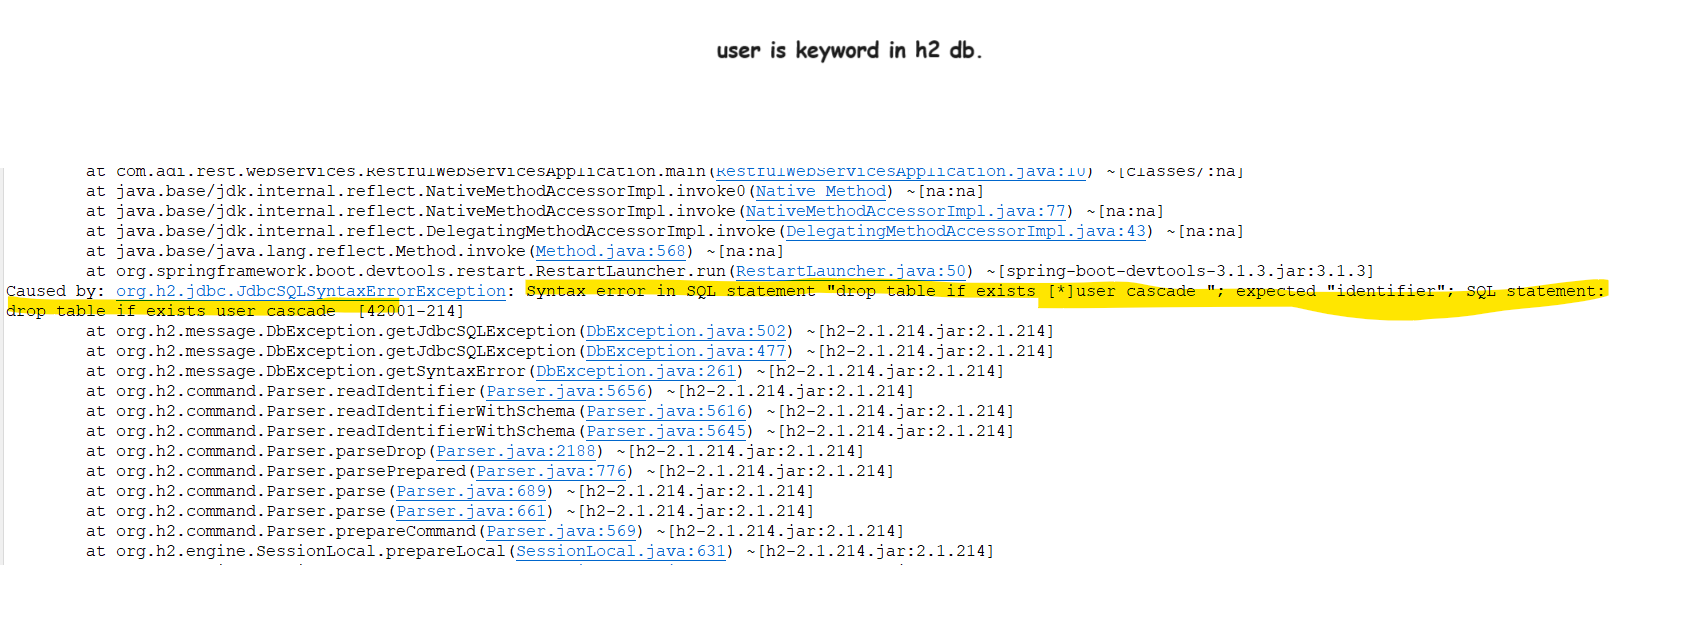 user is keyword in h2 db.
at com.adi.rest.webservices.RestfulWebServicesApplication.main(RestfulWebServicesApplication.java:10) ~[classes/:na]
at java.base/jdk.internal.reflect.NativeMethodAccessorImpl.invoke0(Native Method) ~[na:na]
at java.base/jdk.internal.reflect.NativeMethodAccessorImpl.invoke(NativeMethodAccessorImpl.java:77) ~[na:na]
at java.base/jdk.internal.reflect.DelegatingMethodAccessorImpl.invoke(DelegatingMethodAccessorImpl.java:43) ~[na:na]
at java.base/java.lang.reflect.Method.invoke(Method.java:568) ~[na:na]
at org.springframework.boot.devtools.restart.RestartLauncher.run(RestartLauncher.java:50) ~[spring-boot-devtools-3.1.3.jar:3.1.3]
Caused by: org.h2.jdbc.JdbcSQLSyntaxErrorException: Syntax error in SQL statement "drop table if exists [*]user cascade "; expected "identifier"; SQL statement:
drop table if exists user cascade  [42001-214]
at org.h2.message.DbException.getJdbcSQLException(DbException.java:502) ~[h2-2.1.214.jar:2.1.214]
at org.h2.message.DbException.getJdbcSQLException(DbException.java:477) ~[h2-2.1.214.jar:2.1.214]
at org.h2.message.DbException.getSyntaxError(DbException.java:261) ~[h2-2.1.214.jar:2.1.214]
at org.h2.command.Parser.readIdentifier(Parser.java:5656) ~[h2-2.1.214.jar:2.1.214]
at org.h2.command.Parser.readIdentifierWithSchema(Parser.java:5616) ~[h2-2.1.214.jar:2.1.214]
at org.h2.command.Parser.readIdentifierWithSchema(Parser.java:5645) ~[h2-2.1.214.jar:2.1.214]
at org.h2.command.Parser.parseDrop(Parser.java:2188) ~[h2-2.1.214.jar:2.1.214]
at org.h2.command.Parser.parsePrepared(Parser.java:776) ~[h2-2.1.214.jar:2.1.214]
at org.h2.command.Parser.parse(Parser.java:689) ~[h2-2.1.214.jar:2.1.214]
at org.h2.command.Parser.parse(Parser.java:661) ~[h2-2.1.214.jar:2.1.214]
at org.h2.command.Parser.prepareCommand(Parser.java:569) ~[h2-2.1.214.jar:2.1.214]
at org.h2.engine.SessionLocal.prepareLocal(SessionLocal.java:631) ~[h2-2.1.214.jar:2.1.214]